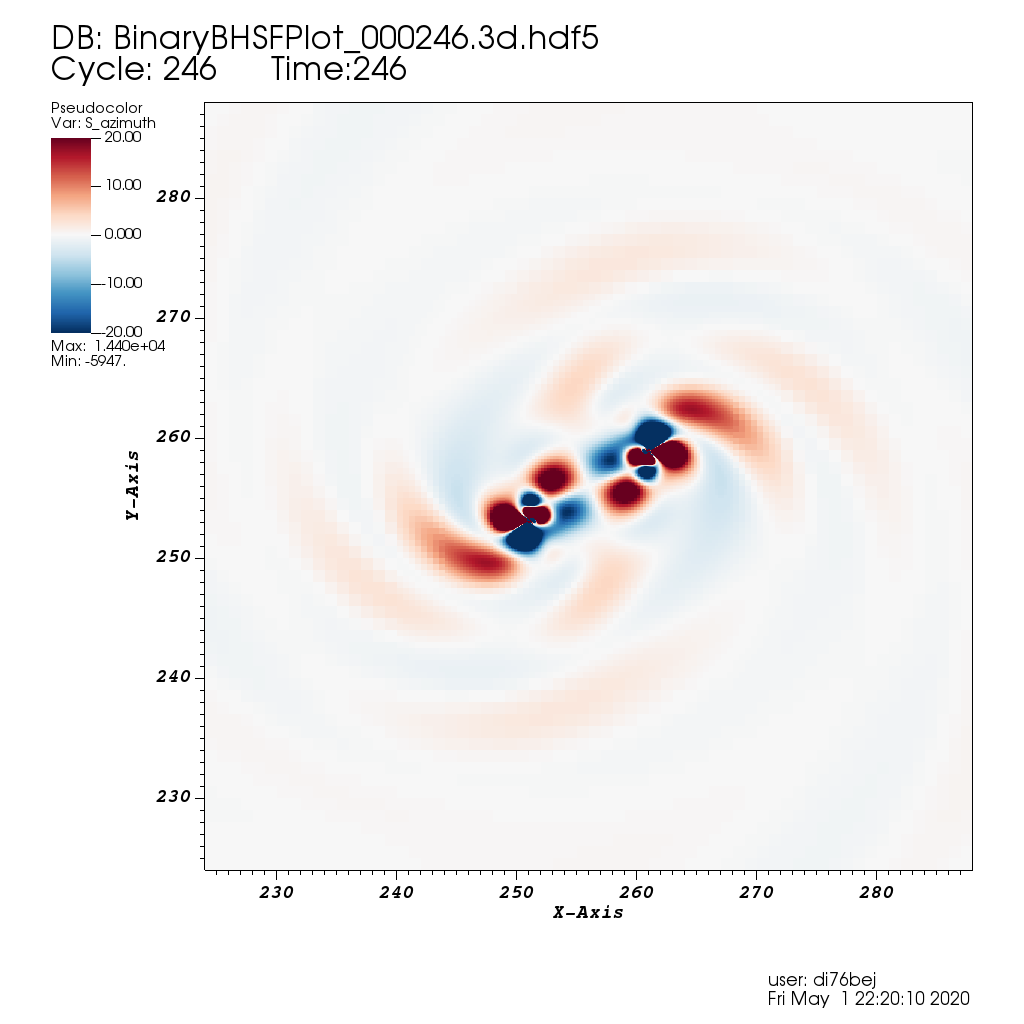 DB: BinaryBHSFPlot_000246.3d.hdf5
Cycle: 246 Time:246
Pseudocolor
Var: S_azimuth
20.00
10.00
0.000
-10.00
-20.00
Max: 1.440e+04
Min: -5947.
280
270
260
250
240
230
Y-Axis
230 240 250 260 270 280
X-Axis
user: di76bej
Fri May 1 22:20:10 2020